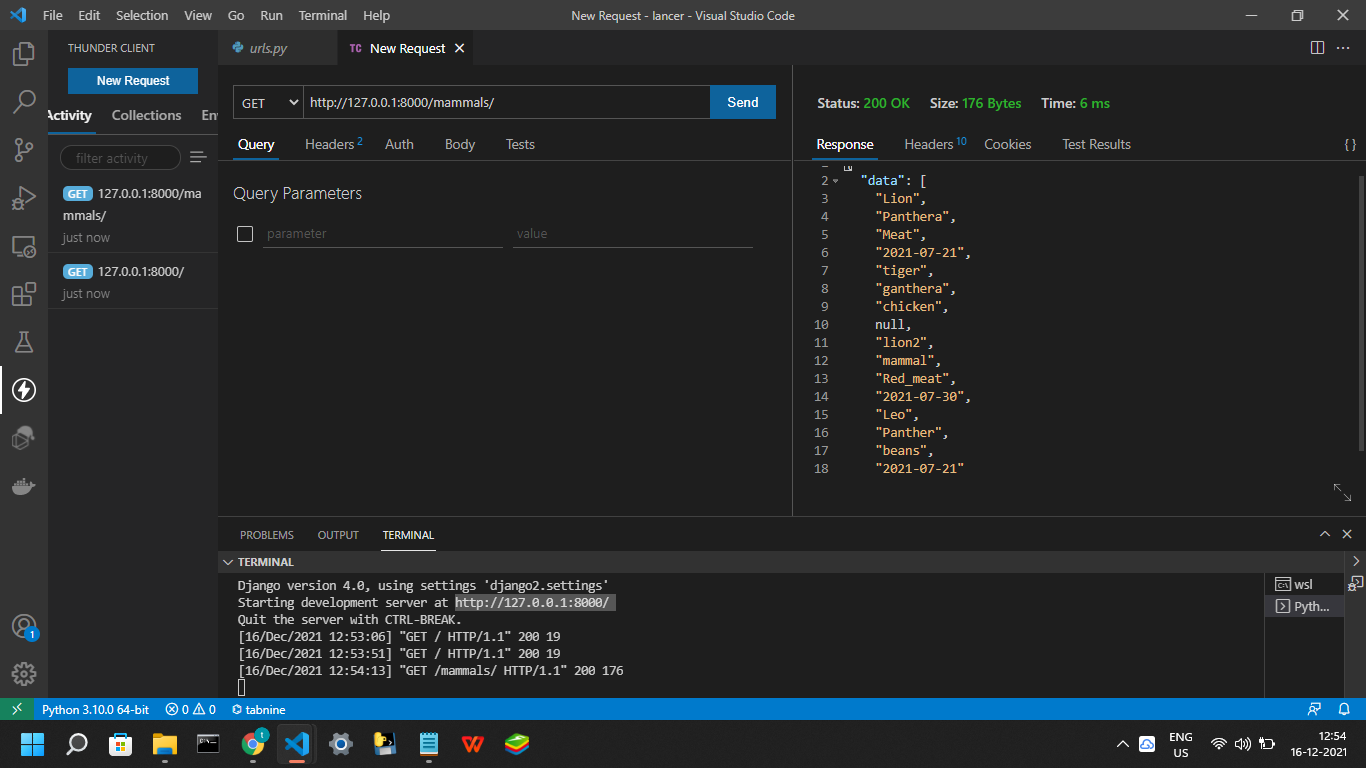 File Edit Selection View Go Run Terminal Help
New Request - lancer - Visual Studio Code
THUNDER CLIENT
New Request
Activity Collections En
filter activity
GET 127.0.0.1:8000/ma
mmals/
just now
GET 127.0.0.1:8000/
just now
urls.py
TC New Request
GET http://127.0.0.1:8000/mammals/ Send
Query Headers 2 Auth Body Tests
Query Parameters
parameter value
Status: 200 OK Size: 176 Bytes Time: 6 ms
Response Headers 10 Cookies Test Results { }
2 "data": [
3 "Lion",
4 "Panthera",
5 "Meat",
6 "2021-07-21",
7 "tiger",
8 "ganthera",
9 "chicken",
10 null,
11 "lion2",
12 "mammal",
13 "Red_meat",
14 "2021-07-30",
15 "Leo",
16 "Panther",
17 "beans",
18 "2021-07-21"
PROBLEMS OUTPUT TERMINAL
TERMINAL
Django version 4.0, using settings 'django2.settings'
Starting development server at http://127.0.0.1:8000/
Quit the server with CTRL-BREAK.
[16/Dec/2021 12:53:06] "GET / HTTP/1.1" 200 19
[16/Dec/2021 12:53:51] "GET / HTTP/1.1" 200 19
[16/Dec/2021 12:54:13] "GET /mammals/ HTTP/1.1" 200 176
wsl
Pyth...
1
Python 3.10.0 64-bit 0 0 tabnine
t
W
ENG
US
12:54
16-12-2021